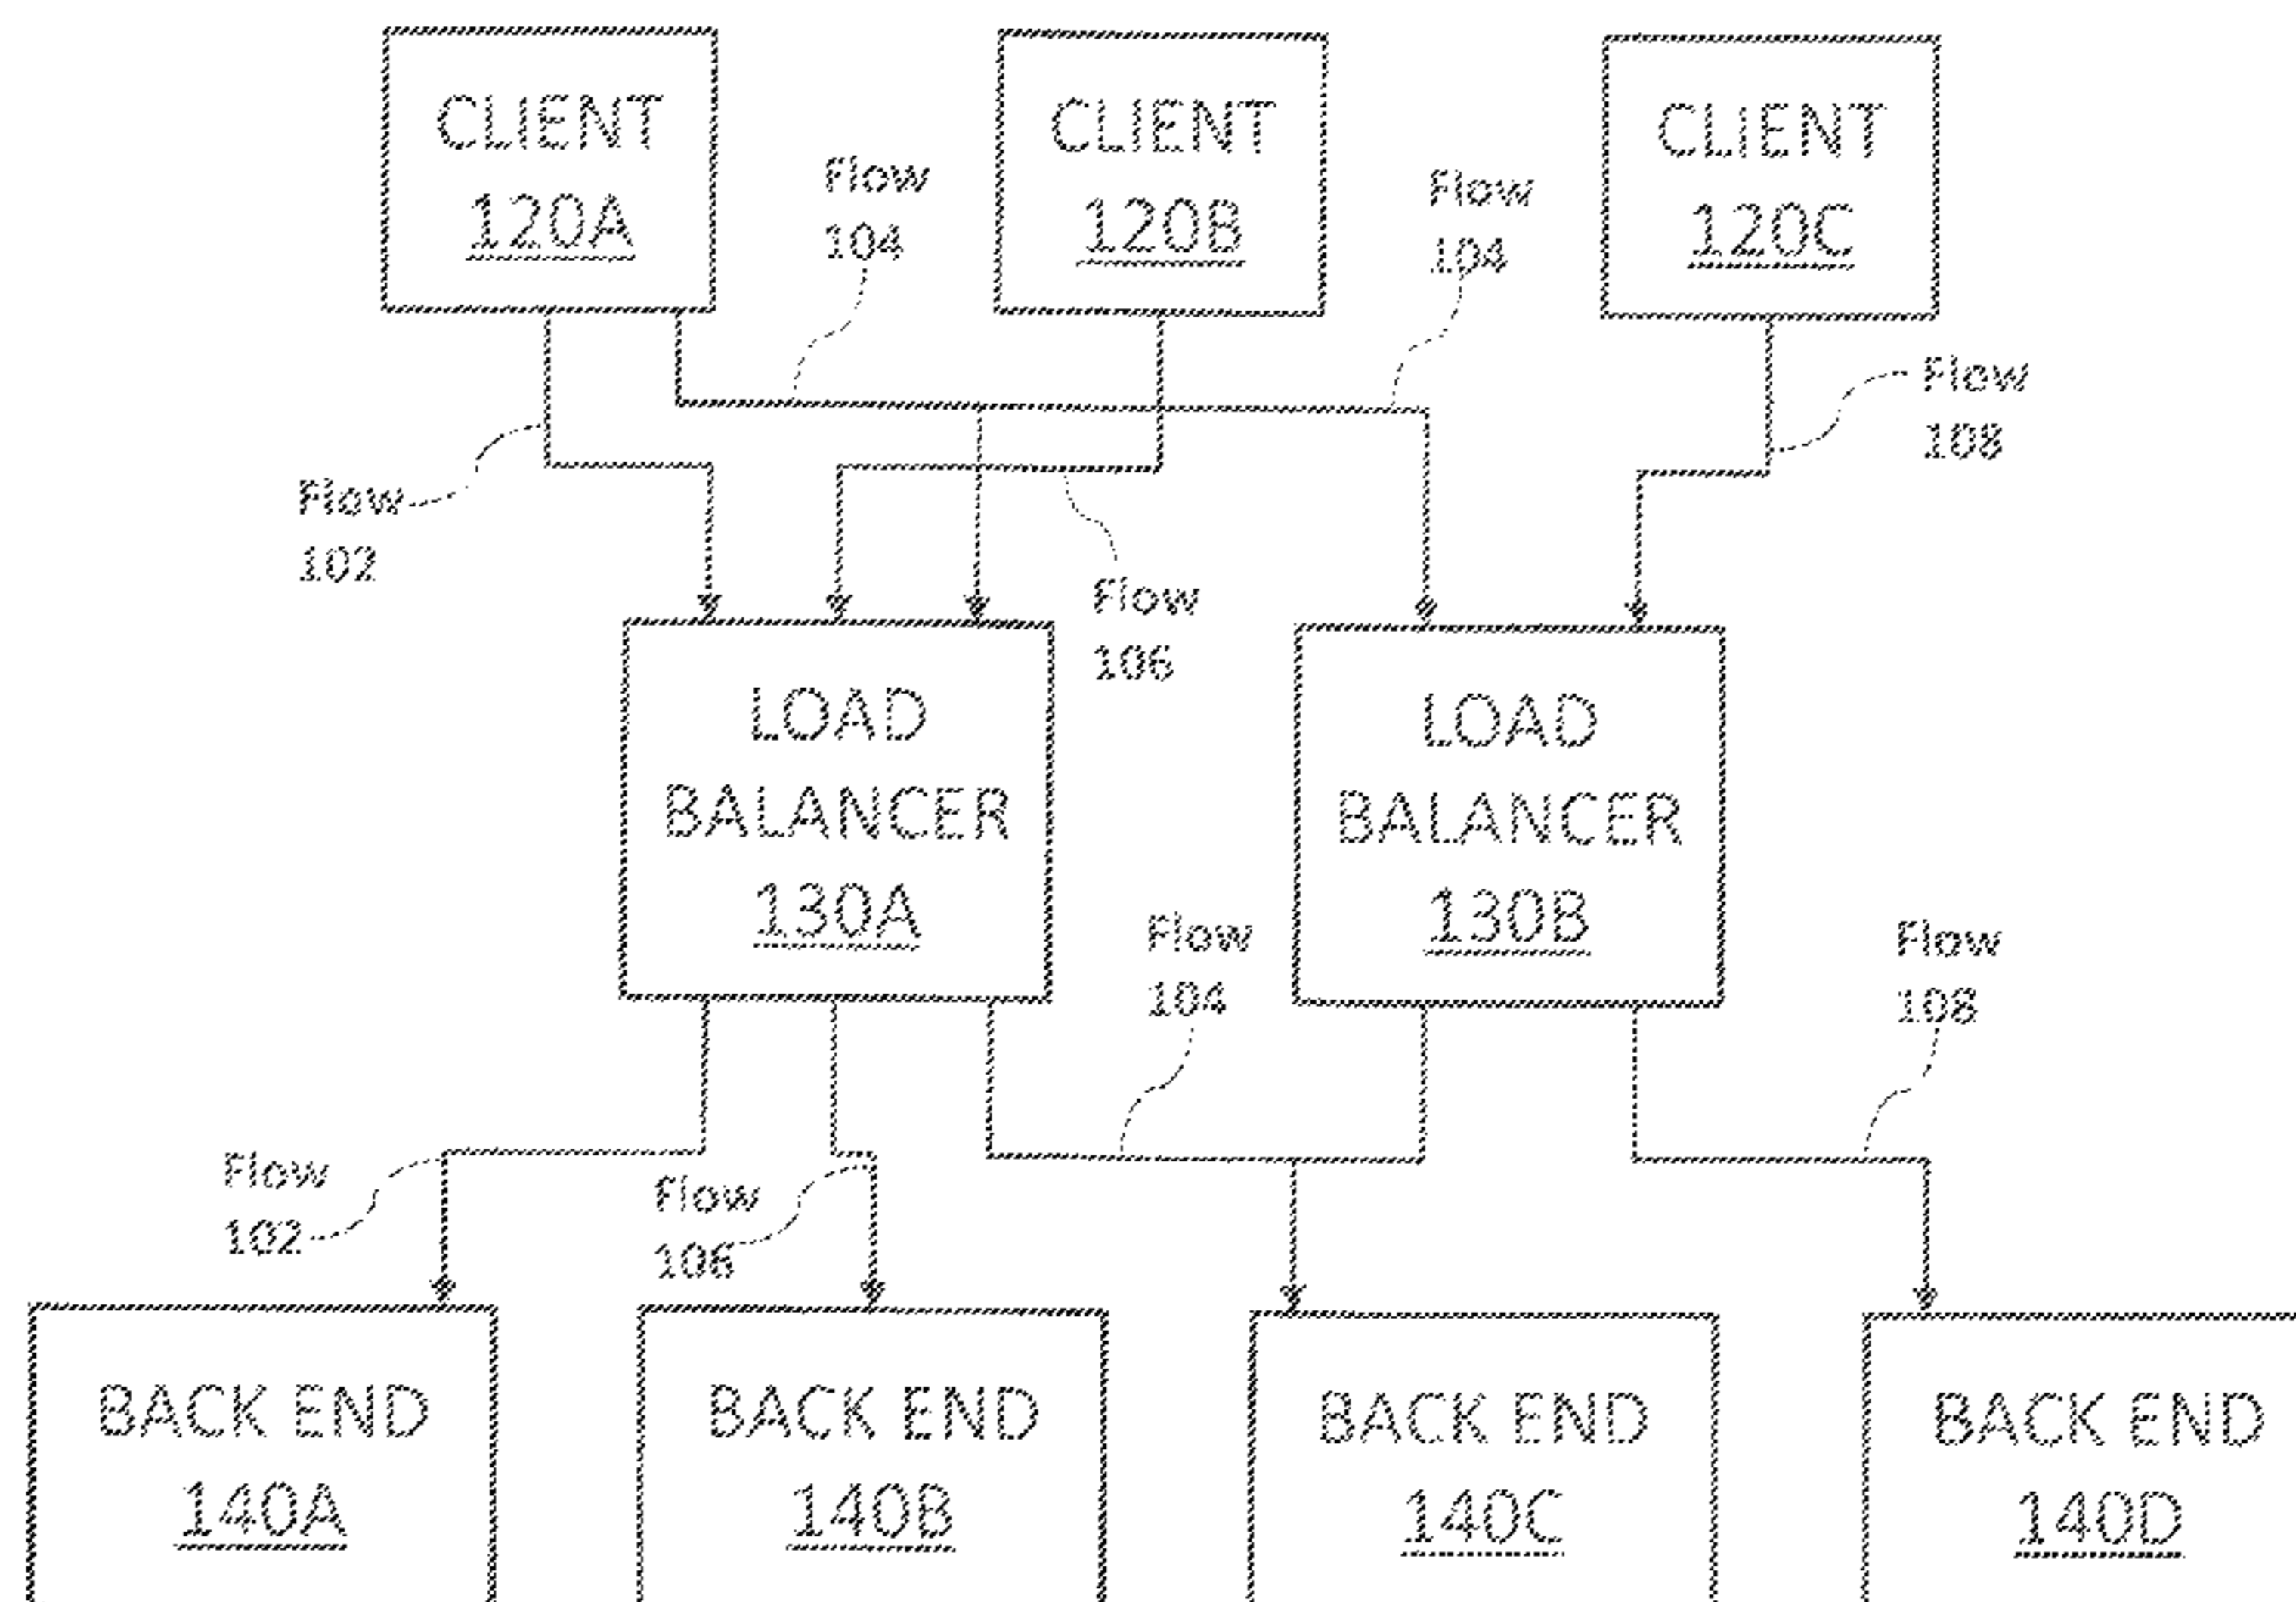 CLIENT
120A
Flow
104
CLIENT
120B
Flow
104
CLIENT
120C
Flow
108
Flow
102
Flow
106
LOAD
BALANCER
130A
LOAD
BALANCER
130B
Flow
104
Flow
108
Flow
102
Flow
106
BACK END
140A
BACK END
140B
BACK END
140C
BACK END
140D